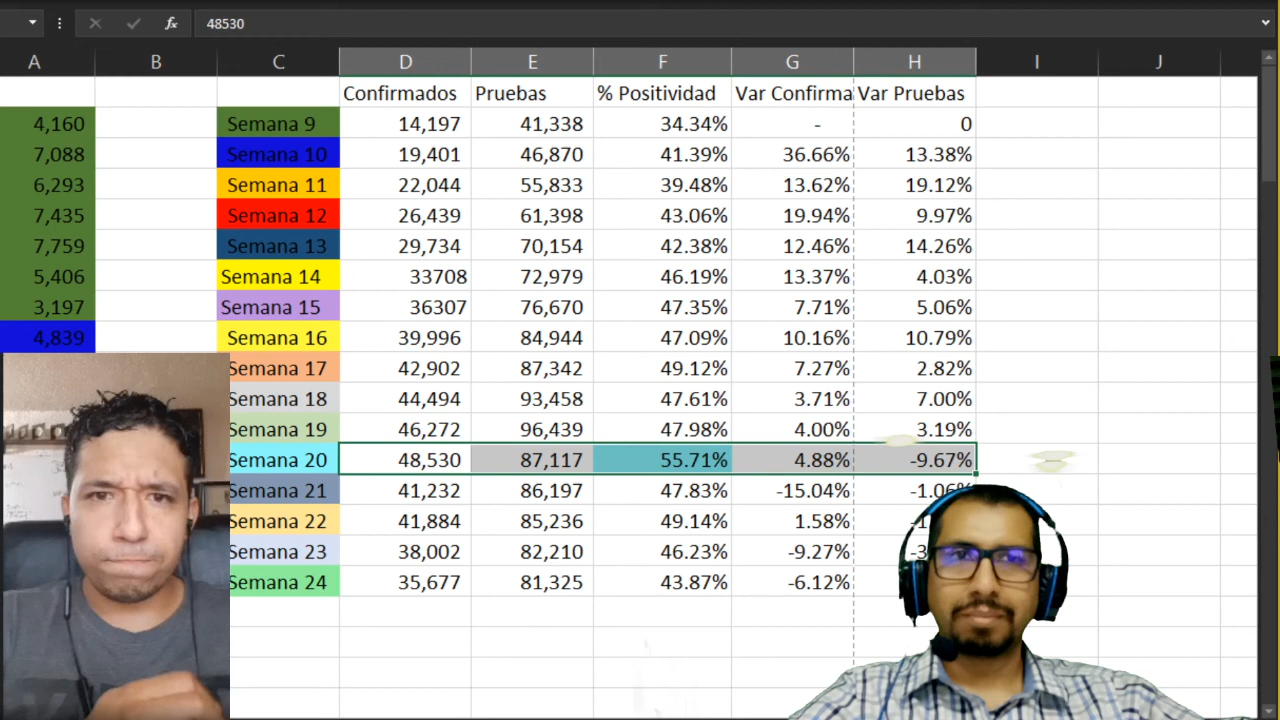 fx 48530
A B C D E F G H I J
Confirmados Pruebas % Positividad Var Confirma Var Pruebas
4,160 Semana 9 14,197 41,338 34.34% - 0
7,088 Semana 10 19,401 46,870 41.39% 36.66% 13.38%
6,293 Semana 11 22,044 55,833 39.48% 13.62% 19.12%
7,435 Semana 12 26,439 61,398 43.06% 19.94% 9.97%
7,759 Semana 13 29,734 70,154 42.38% 12.46% 14.26%
5,406 Semana 14 33708 72,979 46.19% 13.37% 4.03%
3,197 Semana 15 36307 76,670 47.35% 7.71% 5.06%
4,839 Semana 16 39,996 84,944 47.09% 10.16% 10.79%
Semana 17 42,902 87,342 49.12% 7.27% 2.82%
Semana 18 44,494 93,458 47.61% 3.71% 7.00%
Semana 19 46,272 96,439 47.98% 4.00% 3.19%
Semana 20 48,530 87,117 55.71% 4.88% -9.67%
Semana 21 41,232 86,197 47.83% -15.04% -1.06%
Semana 22 41,884 85,236 49.14% 1.58%
Semana 23 38,002 82,210 46.23% -9.27%
Semana 24 35,677 81,325 43.87% -6.12%